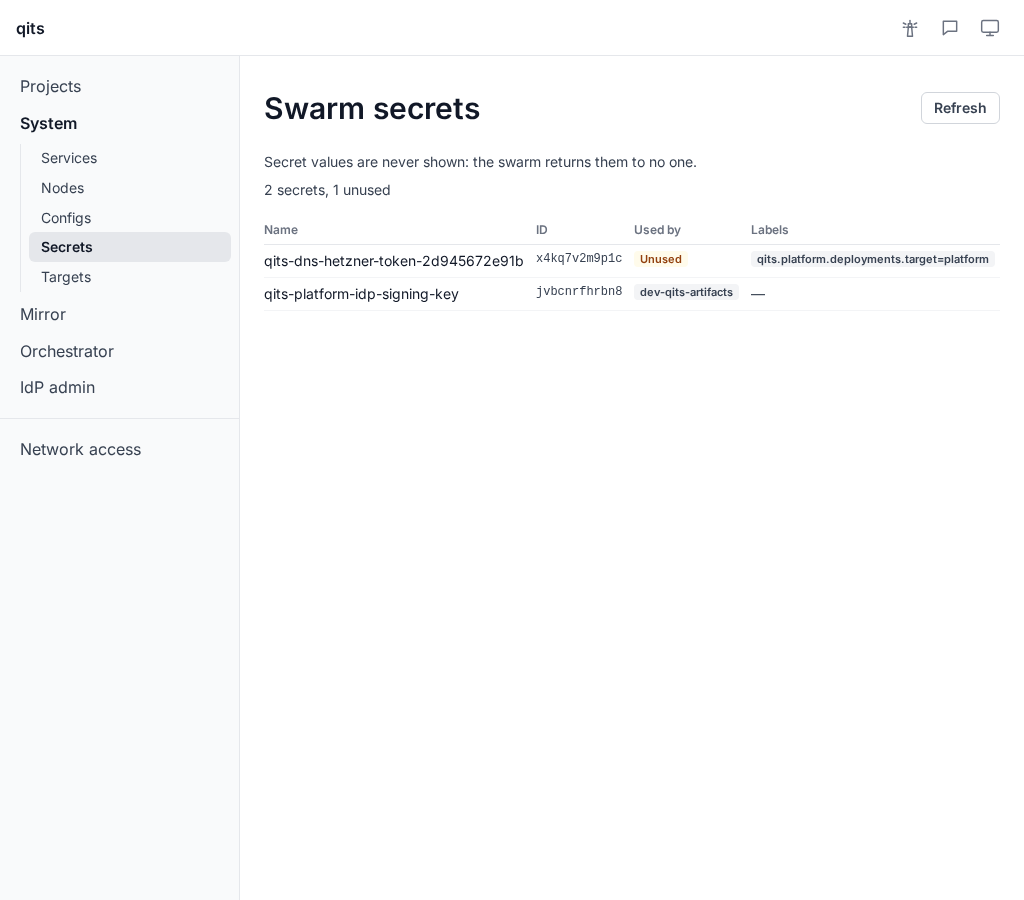 qits
Projects
System
Services
Nodes
Configs
Secrets
Targets
Mirror
Orchestrator
IdP admin
Network access
Swarm secrets
Refresh
Secret values are never shown: the swarm returns them to no one.
2 secrets, 1 unused
Name ID Used by Labels
qits-dns-hetzner-token-2d945672e91b x4kq7v2m9p1c Unused qits.platform.deployments.target=platform
qits-platform-idp-signing-key jvbcnrfhrbn8 dev-qits-artifacts —